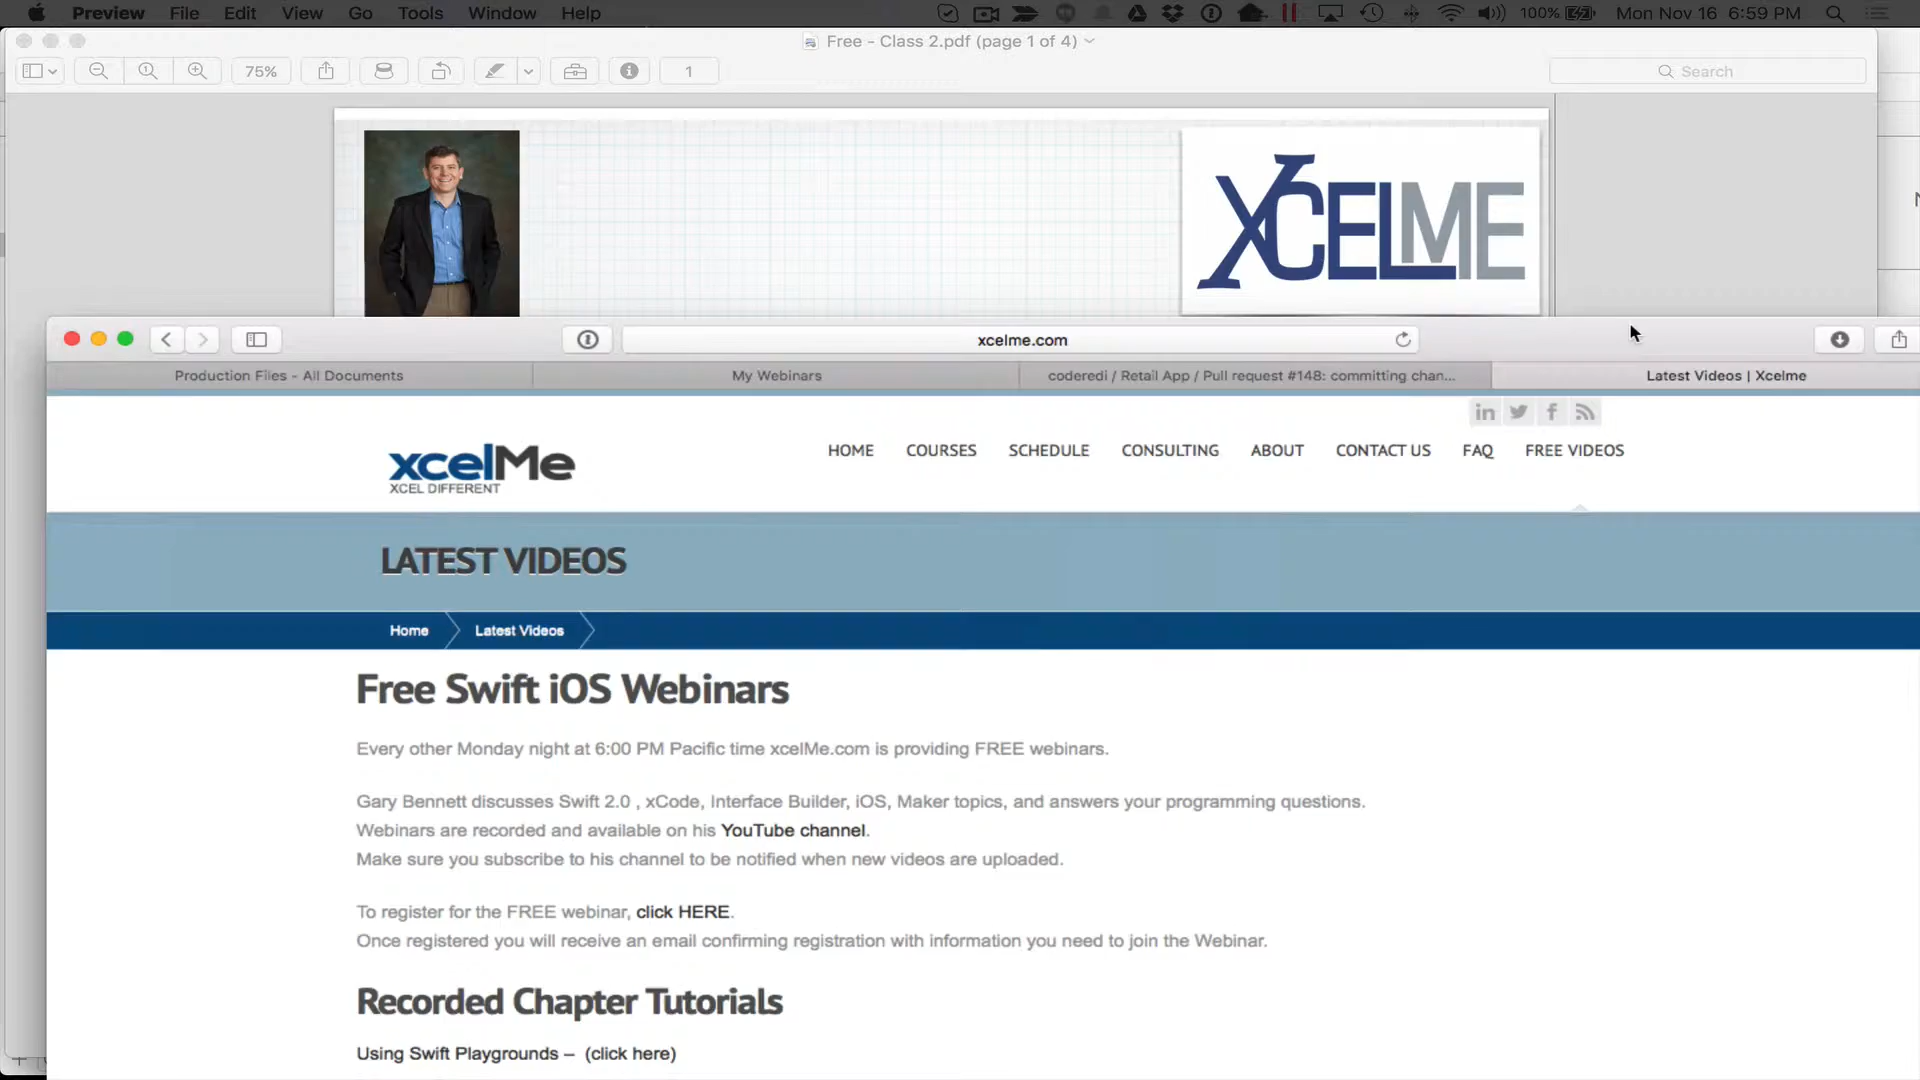 Preview File Edit View Go Tools Window Help 100% Mon Nov 16 6:59 PM
Free - Class 2.pdf (page 1 of 4)
75% 1 Search
XCELME
xcelme.com
Production Files - All Documents My Webinars coderedi / Retail App / Pull request #148: committing chan... Latest Videos | Xcelme
in f
xcelMe
XCEL DIFFERENT
HOME COURSES SCHEDULE CONSULTING ABOUT CONTACT US FAQ FREE VIDEOS
LATEST VIDEOS
Home Latest Videos
Free Swift iOS Webinars
Every other Monday night at 6:00 PM Pacific time xcelMe.com is providing FREE webinars.
Gary Bennett discusses Swift 2.0 , xCode, Interface Builder, iOS, Maker topics, and answers your programming questions.
Webinars are recorded and available on his YouTube channel.
Make sure you subscribe to his channel to be notified when new videos are uploaded.
To register for the FREE webinar, click HERE.
Once registered you will receive an email confirming registration with information you need to join the Webinar.
Recorded Chapter Tutorials
Using Swift Playgrounds – (click here)